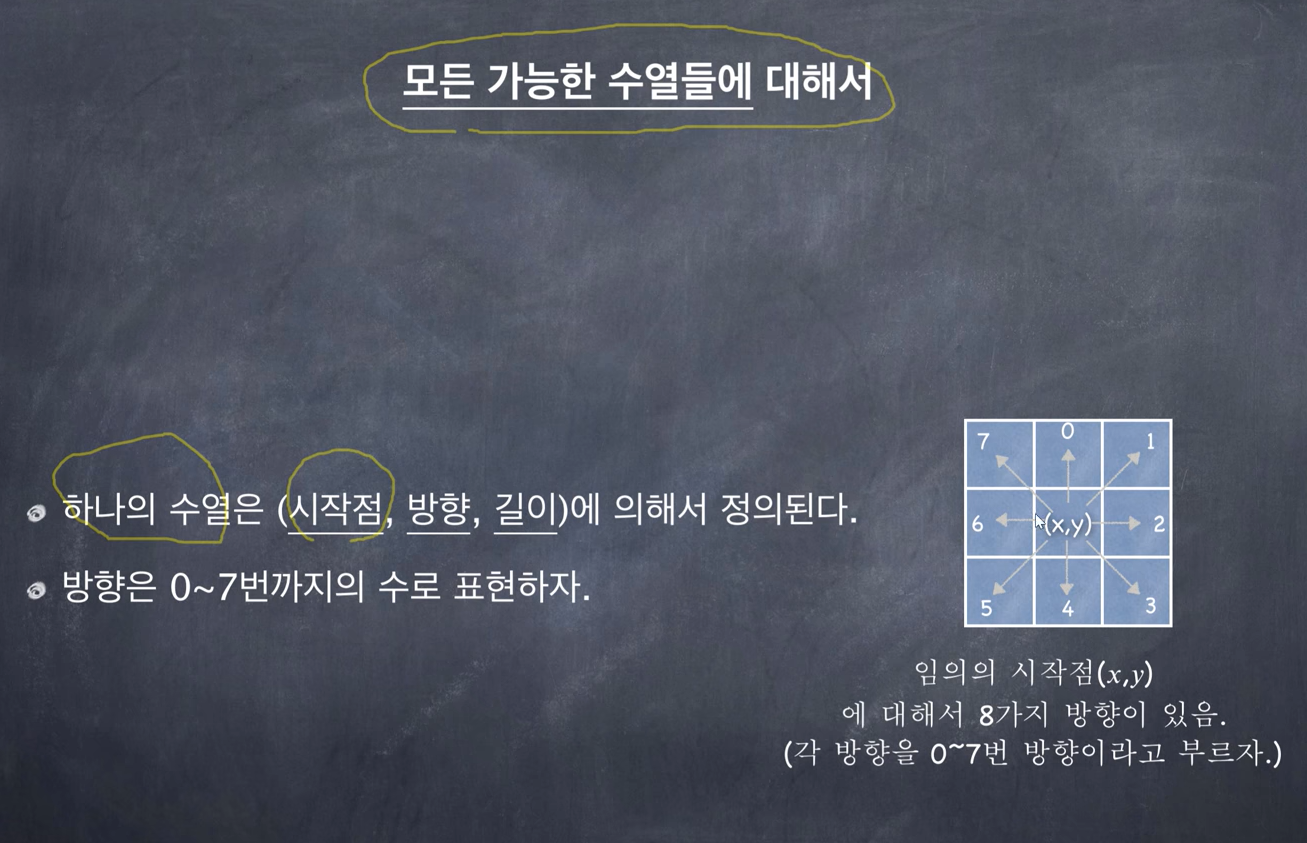 모든 가능한 수열들에 대해서
하나의 수열은 (시작점, 방향, 길이)에 의해서 정의된다.
방향은 0~7번까지의 수로 표현하자.
7 0 1
6 (x,y) 2
5 4 3
임의의 시작점(x,y)
에 대해서 8가지 방향이 있음.
(각 방향을 0~7번 방향이라고 부르자.)